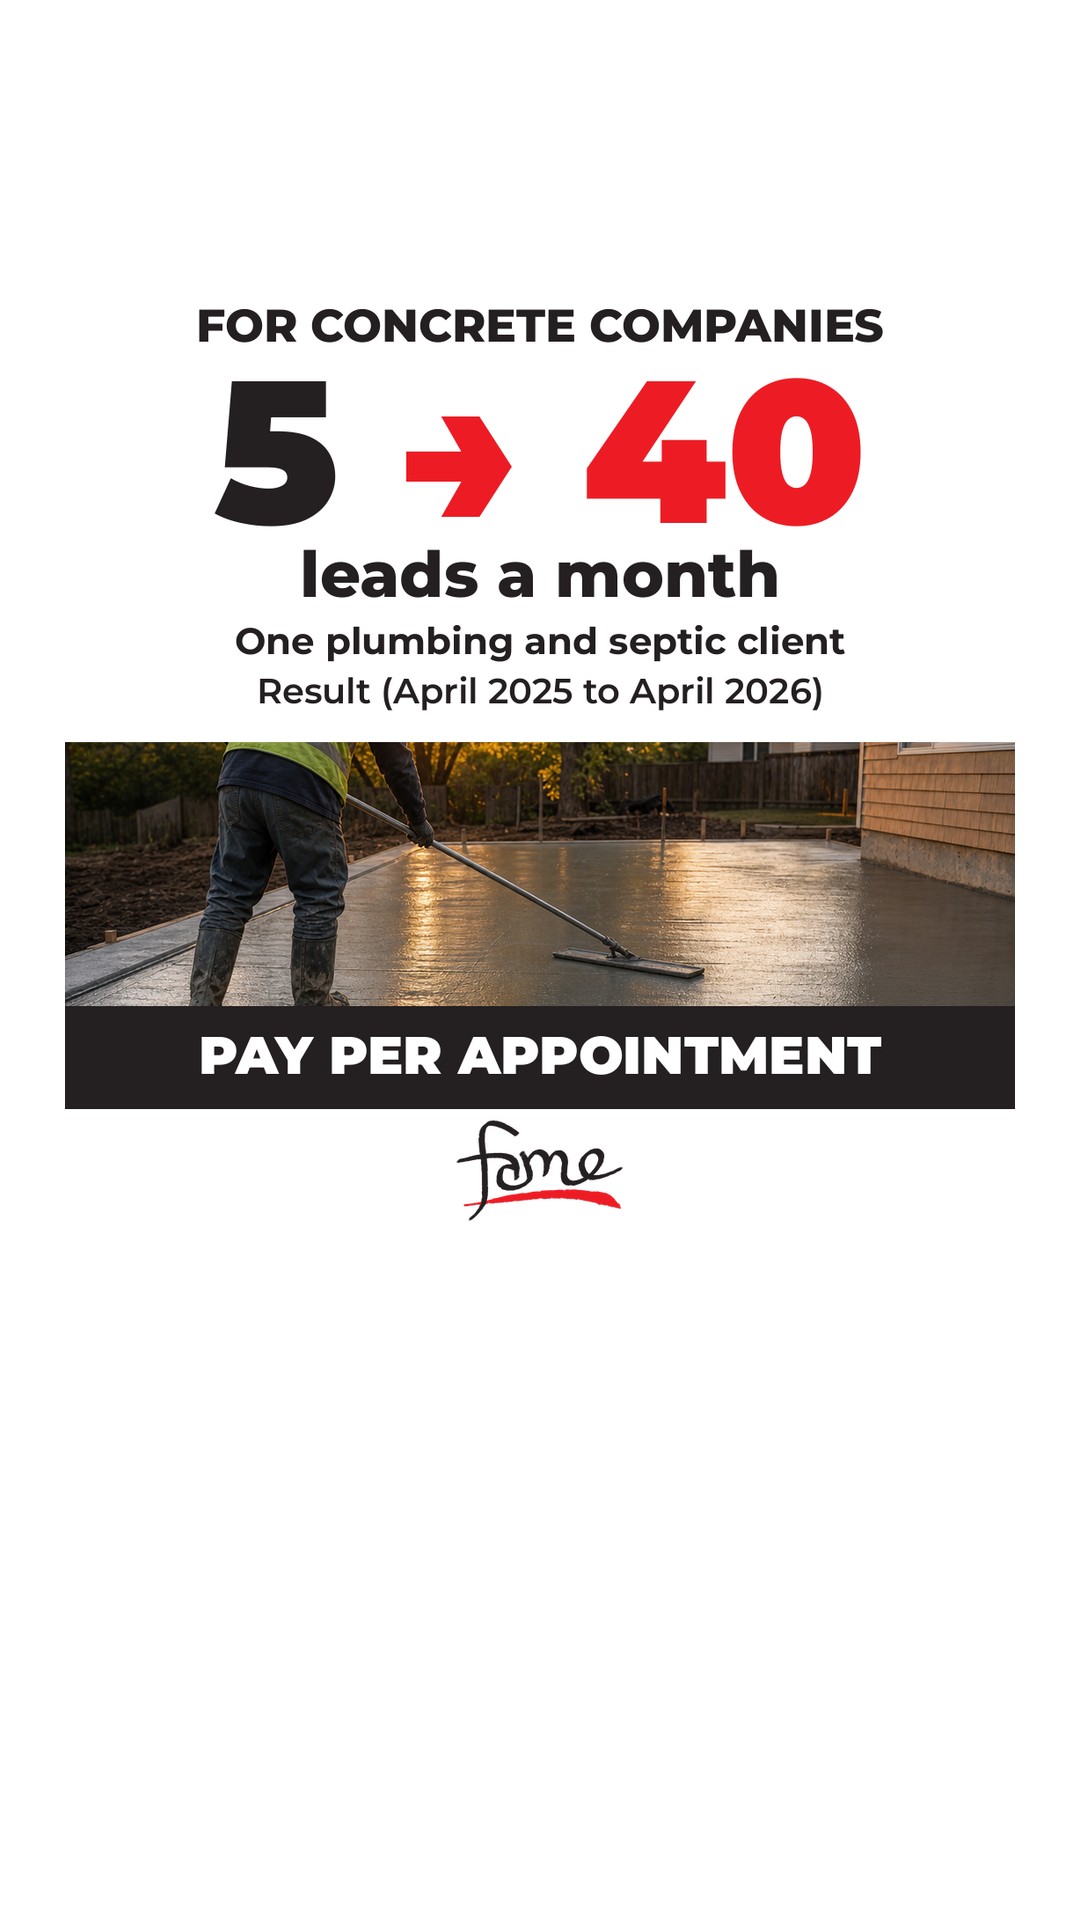 FOR CONCRETE COMPANIES
5 → 40
leads a month
One plumbing and septic client
Result (April 2025 to April 2026)
PAY PER APPOINTMENT
fame